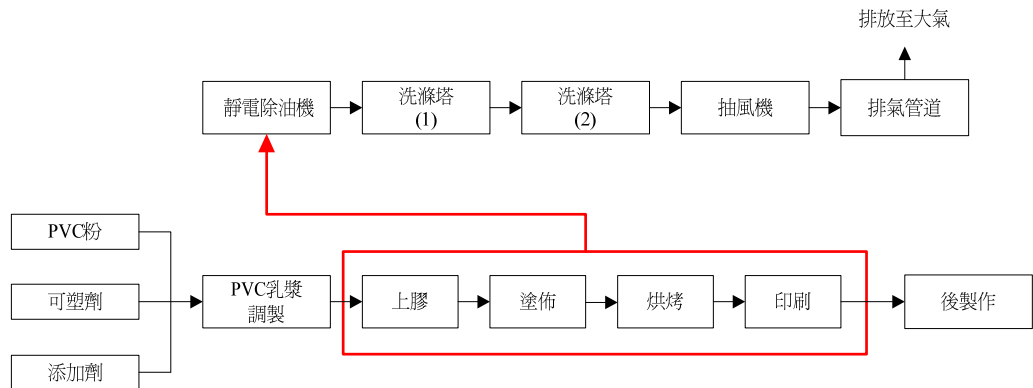 排放至大氣
靜電除油機
洗滌塔
(1)
洗滌塔
(2)
抽風機
排氣管道
PVC粉
可塑劑
添加劑
PVC乳漿
調製
上膠
塗佈
烘烤
印刷
後製作